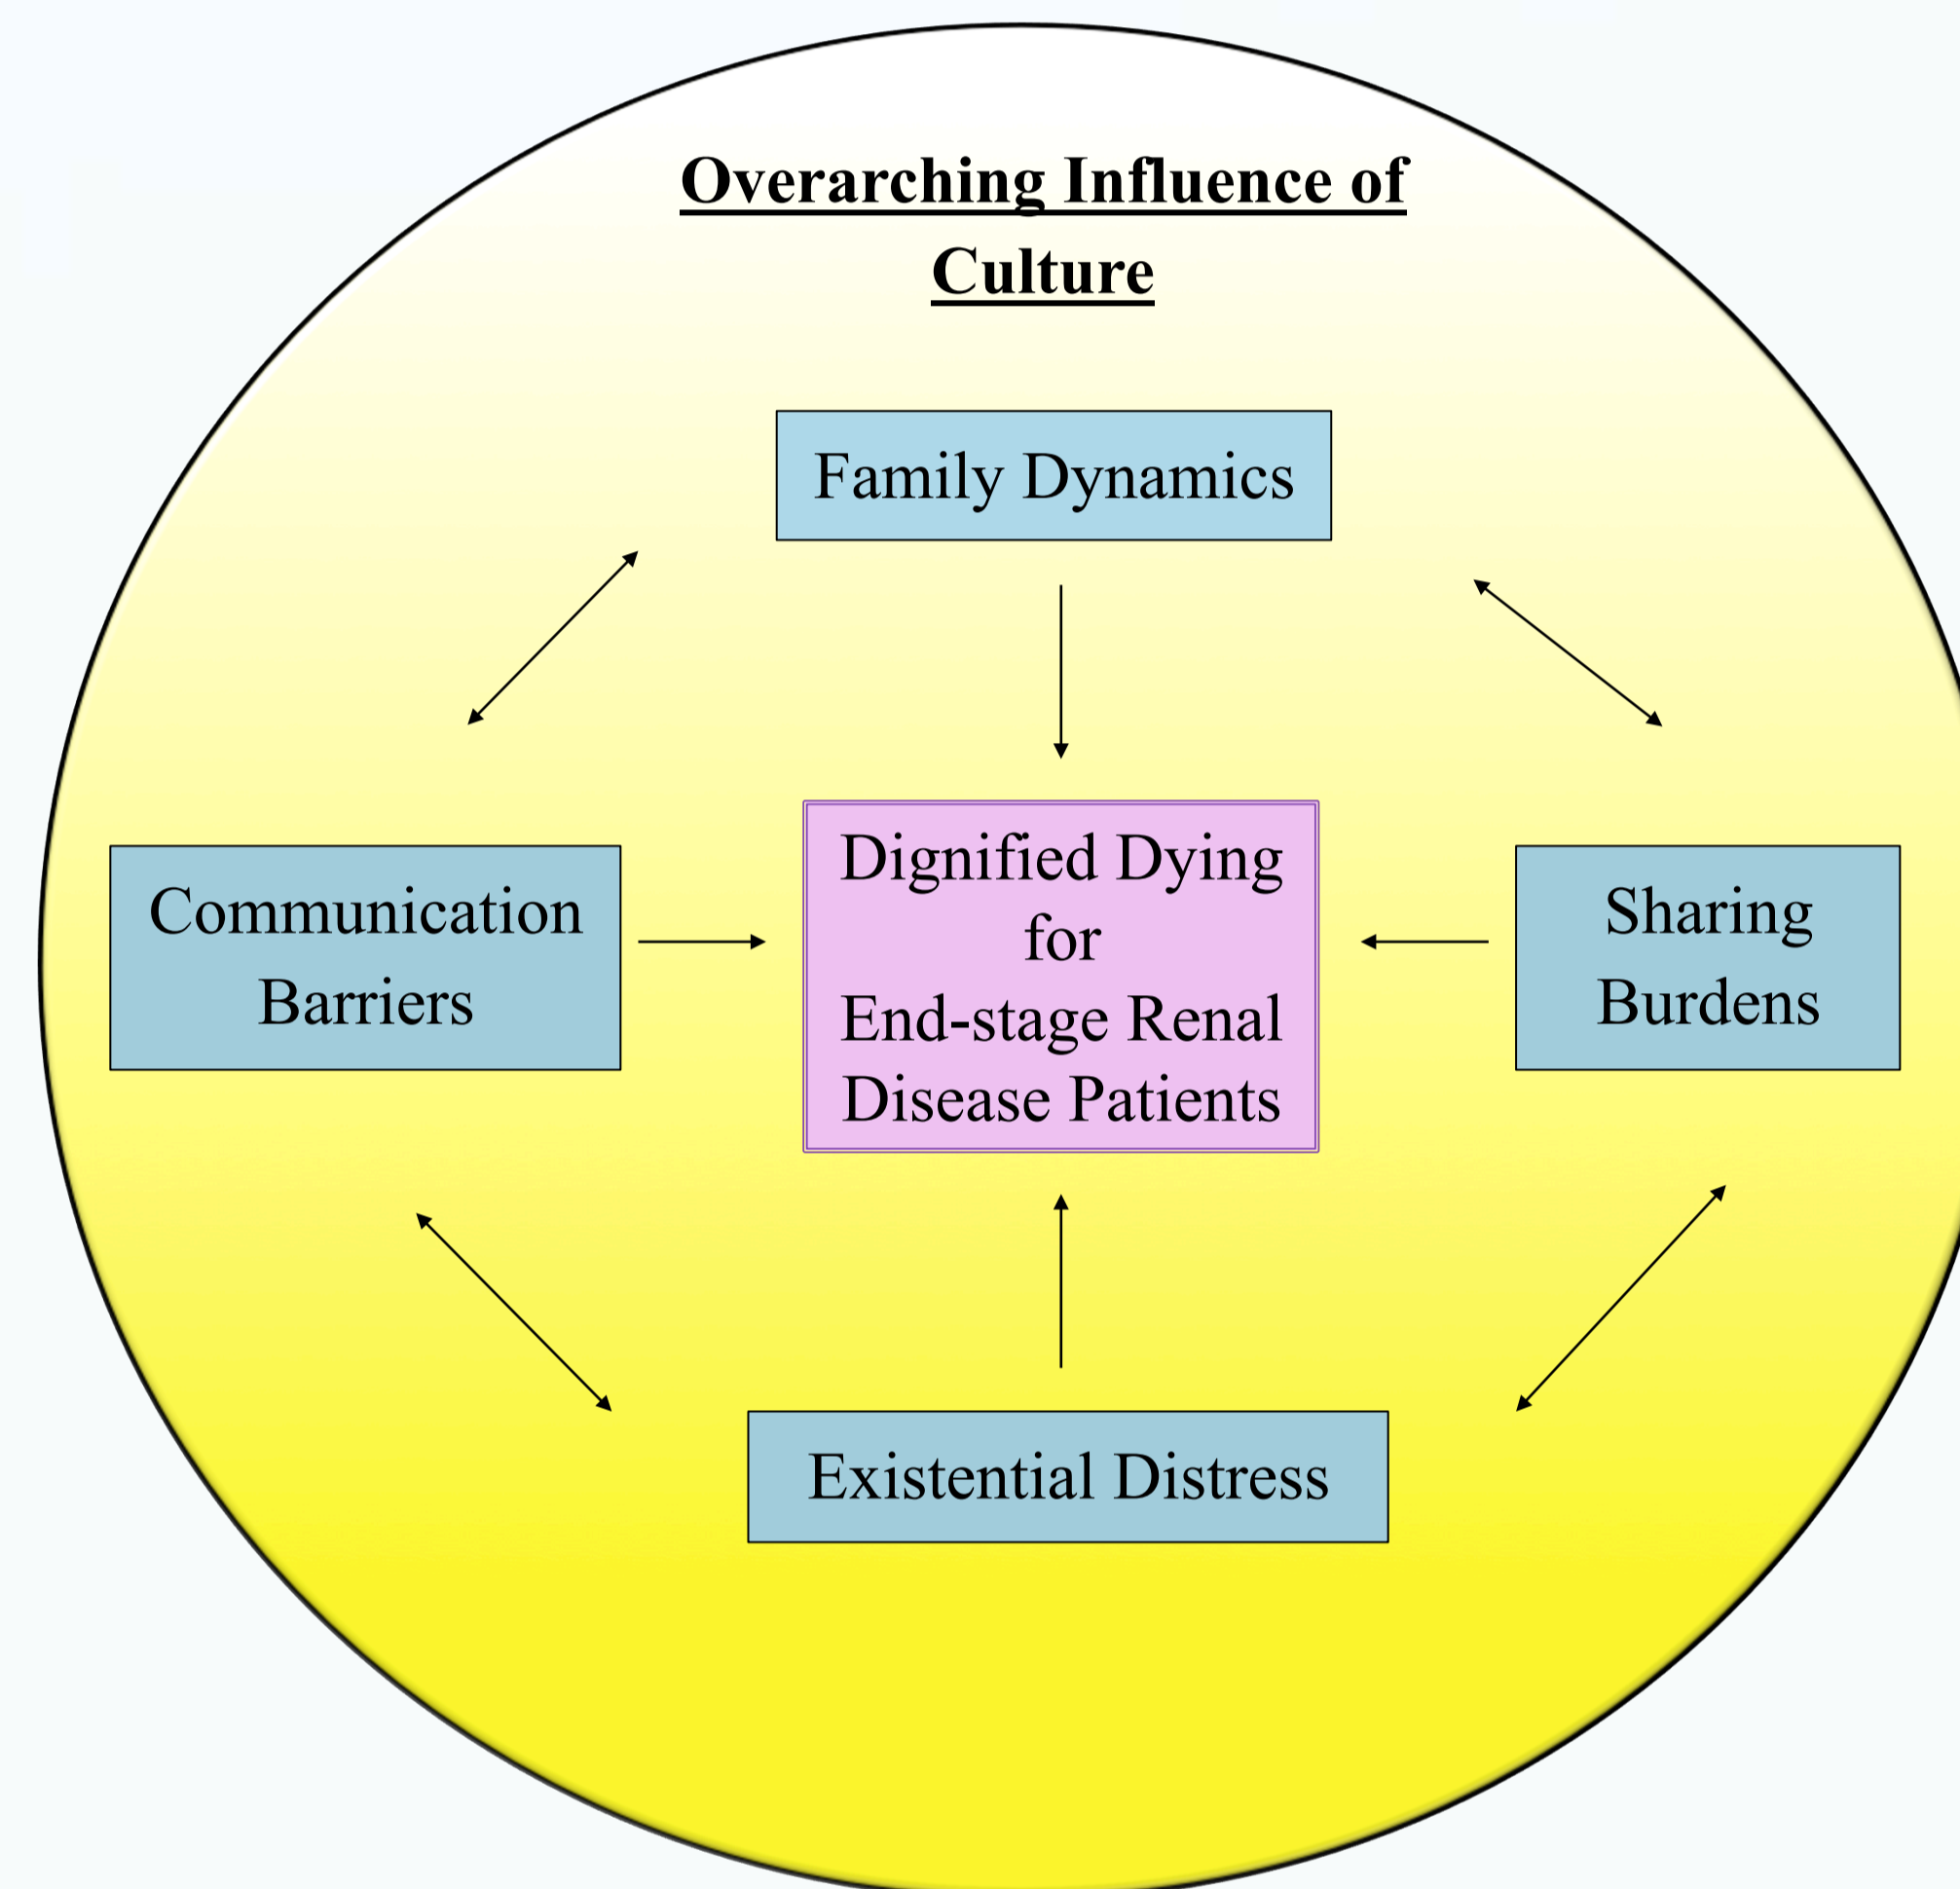 Overarching Influence of
Culture
Family Dynamics
Communication
Barriers
Dignified Dying
for
End-stage Renal
Disease Patients
Sharing
Burdens
Existential Distress